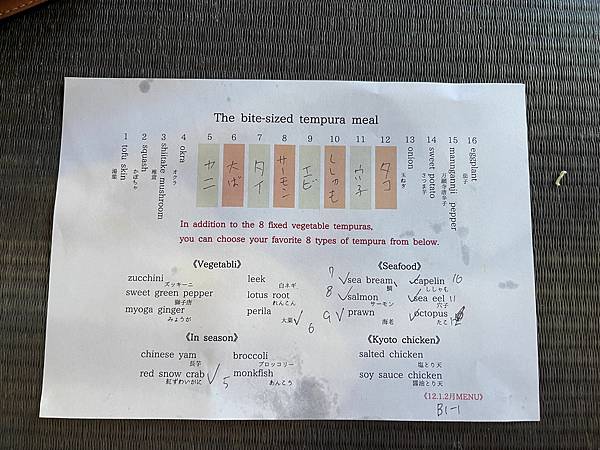 The bite-sized tempura meal
1 2 3 4 5 6 7 8 9 10 11 12 13 14 15 16
tofu skin 湯葉
squash かぼちゃ
shiitake mushroom 椎茸
okra オクラ
カニ
大ば
タイ
サーモン
エビ
ししゃも
穴子
タコ
onion 玉ねぎ
sweet potato さつま芋
manngannji pepper 万願寺唐辛子
eggplant 茄子
In addition to the 8 fixed vegetable tempuras,
you can choose your favorite 8 types of tempura from below.
《Vegetabli》
zucchini
ズッキーニ
sweet green pepper
獅子唐
myoga ginger
みょうが
leek
白ネギ
lotus root
れんこん
perila ✓ 6
大葉
《Seafood》
7 ✓ sea bream
鯛
8 ✓ salmon
サーモン
9 ✓ prawn
海老
✓ capelin 10
ししゃも
✓ sea eel 11
穴子
✓ octopus 12
たこ
《In season》
chinese yam
長芋
red snow crab ✓ 5
紅ずわいがに
broccoli
ブロッコリー
monkfish
あんこう
《Kyoto chicken》
salted chicken
塩とり天
soy sauce chicken
醤油とり天
《12.1.2月MENU》
B1-1